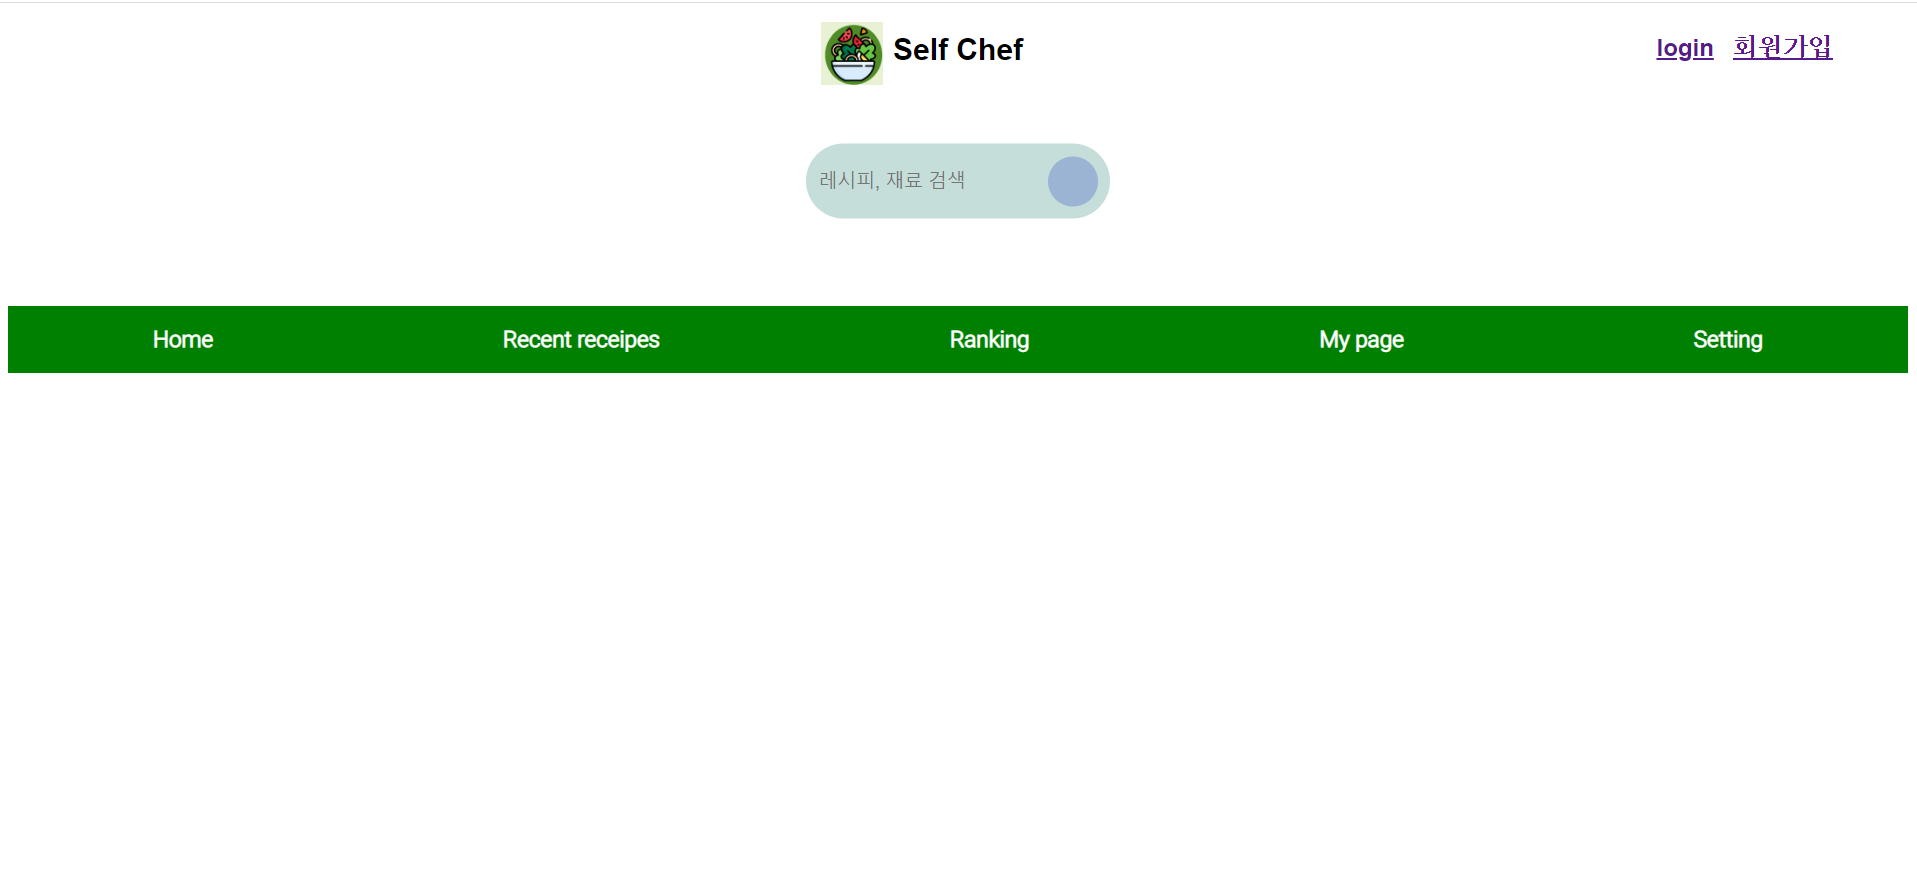 Self Chef
login 회원가입
레시피, 재료 검색
Home Recent receipes Ranking My page Setting